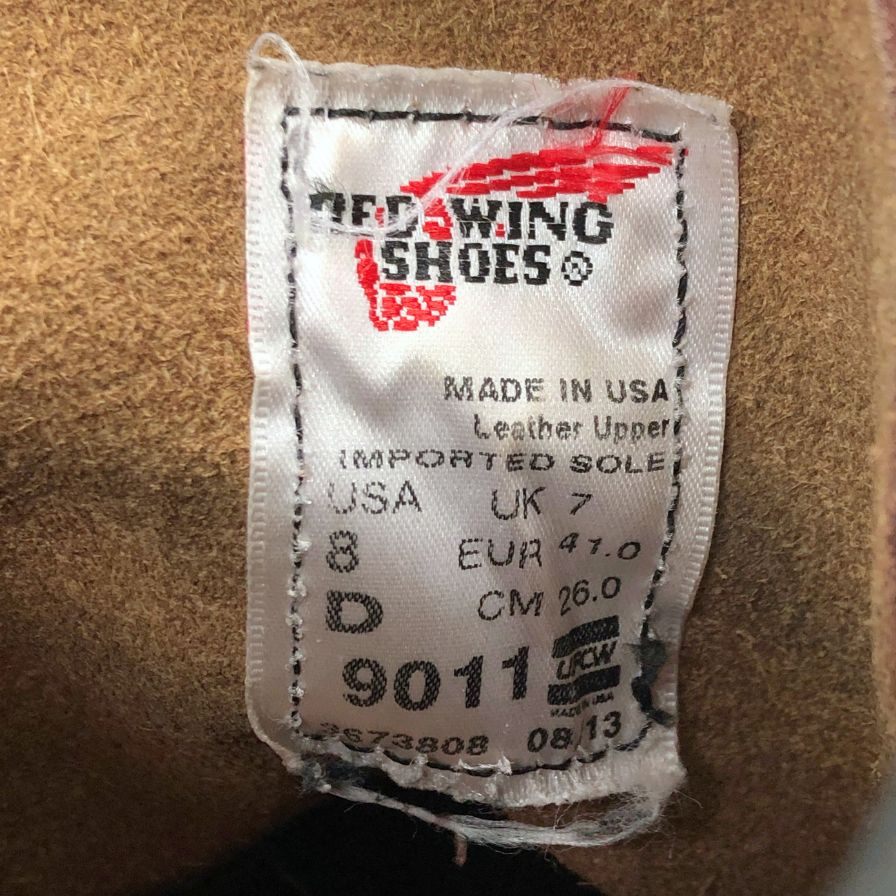 RED WING
SHOES ®
MADE IN USA
Leather Upper
IMPORTED SOLE
USA UK 7
8 EUR 41.0
D CM 26.0
9011 UFCW
MADE IN USA
3673808 08/13